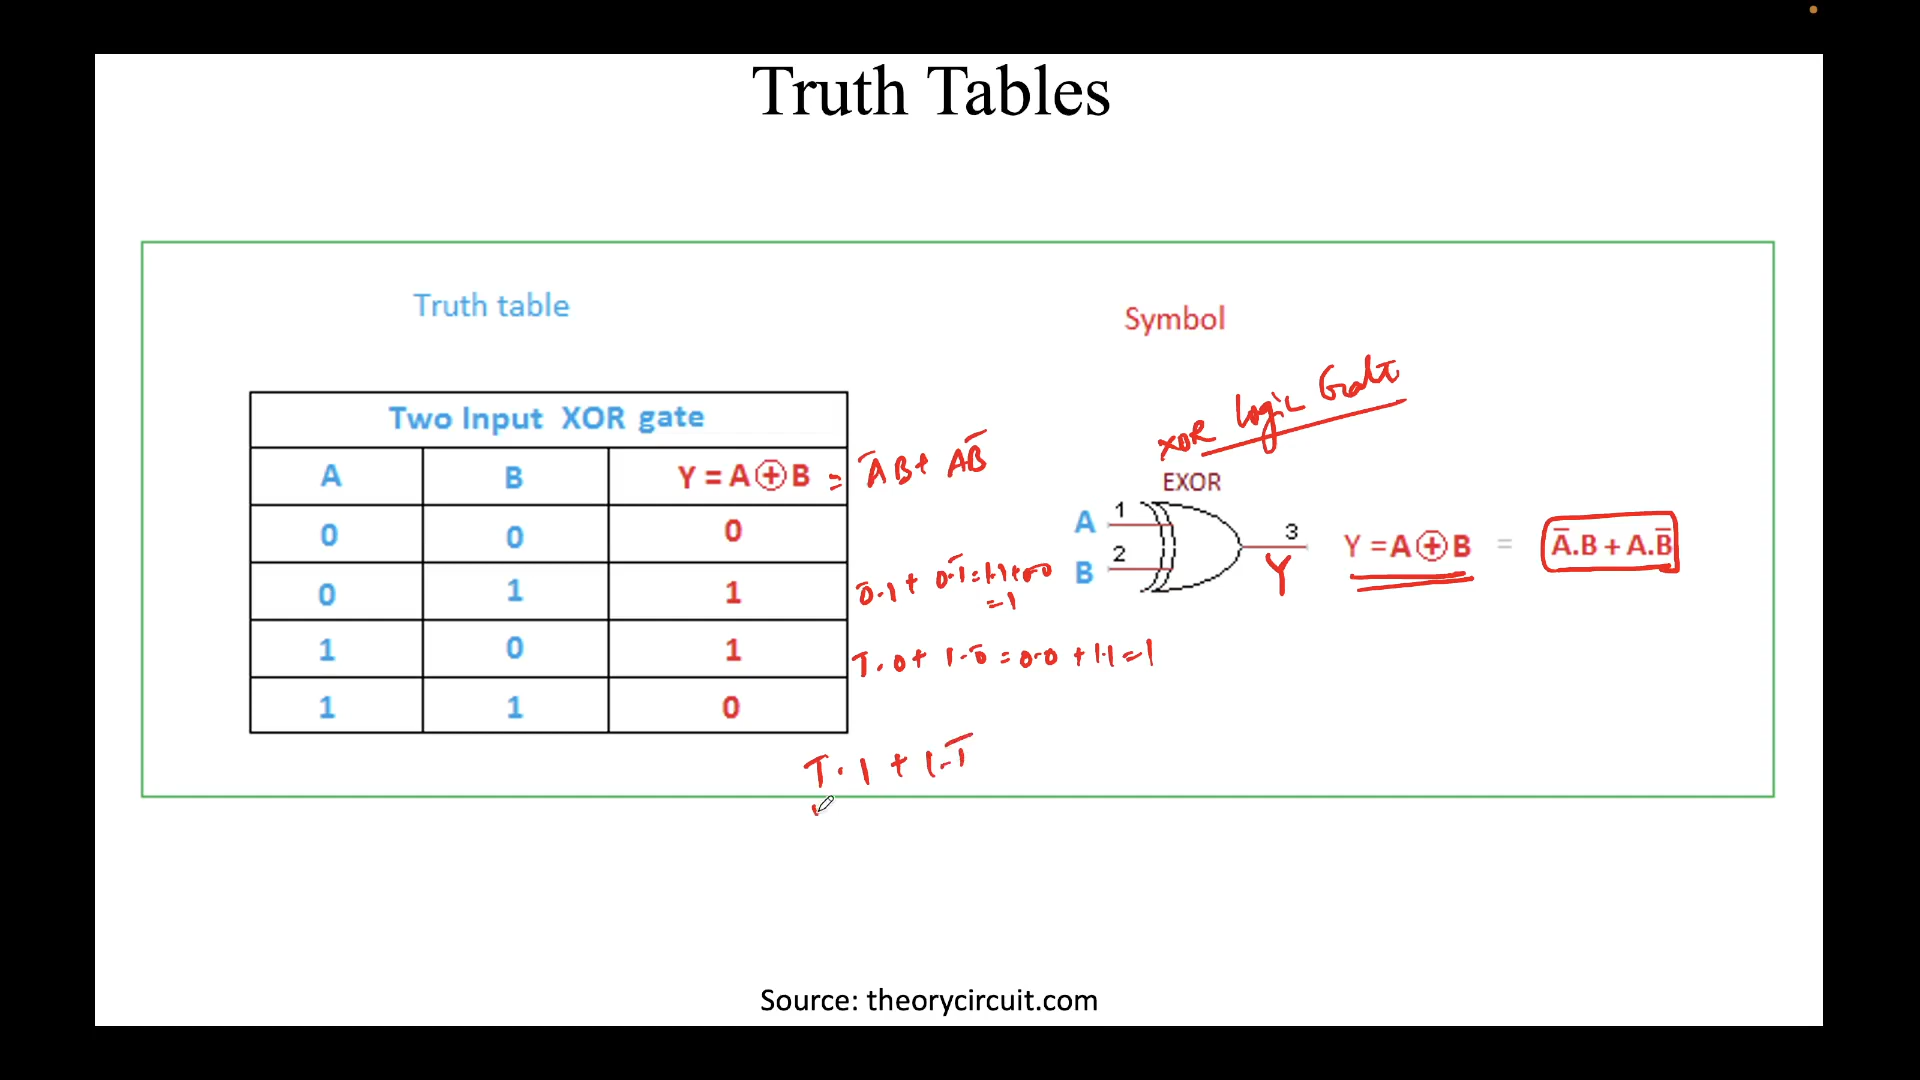 Truth Tables
Truth table
Symbol
XOR Logic Gate
Two Input XOR gate
A B Y = A ⊕ B = A̅B + AB̅
0 0 0
0 1 1 0̅·1 + 0·1̅ = 1·1 + 0·0
= 1
1 0 1 1̅·0 + 1·0̅ = 0·0 + 1·1 = 1
1 1 0
1̅·1 + 1·1̅
EXOR
A 1
B 2
3
Y
Y = A ⊕ B = A̅.B + A.B̅
Source: theorycircuit.com